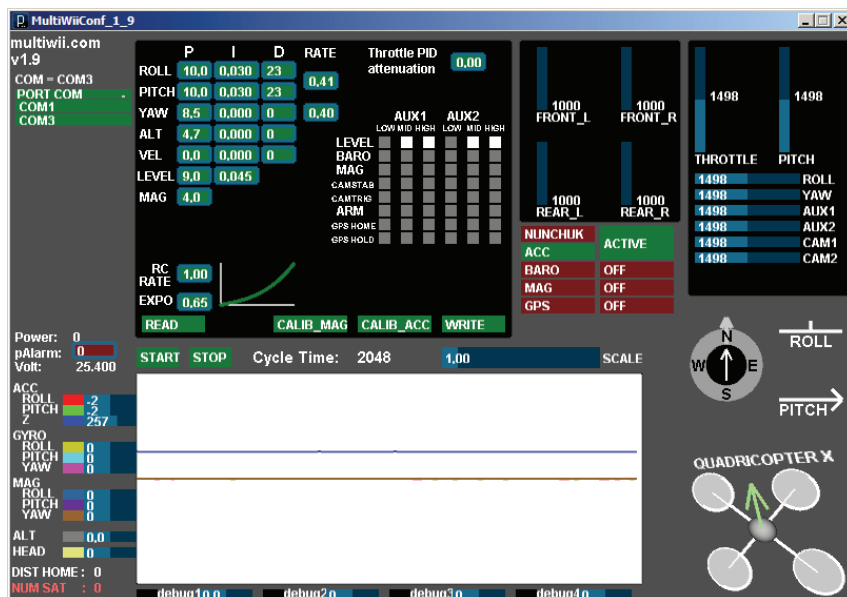 MultiWiiConf_1_9
multiwii.com
v1.9
COM = COM3
PORT COM -
COM1
COM3
P I D RATE
ROLL 10,0 0,030 23
0,41
PITCH 10,0 0,030 23
YAW 8,5 0,000 0 0,40
ALT 4,7 0,000 0
VEL 0,0 0,000 0
LEVEL 9,0 0,045
MAG 4,0
Throttle PID
attenuation
0,00
AUX1 AUX2
LOW MID HIGH LOW MID HIGH
LEVEL
BARO
MAG
CAMSTAB
CAMTRIG
ARM
GPS HOME
GPS HOLD
RC
RATE 1,00
EXPO 0,65
READ CALIB_MAG CALIB_ACC WRITE
1000 1000
FRONT_L FRONT_R
1000 1000
REAR_L REAR_R
NUNCHUK
ACC ACTIVE
BARO OFF
MAG OFF
GPS OFF
1498 1498
THROTTLE PITCH
1498 ROLL
1498 YAW
1498 AUX1
1498 AUX2
1498 CAM1
1498 CAM2
Power: 0
pAlarm: 0
Volt: 25.400
START STOP Cycle Time: 2048 1,00 SCALE
ACC
ROLL -2
PITCH -2
Z 257
GYRO
ROLL 0
PITCH 0
YAW 0
MAG
ROLL 0
PITCH 0
YAW 0
ALT 0,0
HEAD 0
DIST HOME : 0
NUM SAT : 0
debug1 0,0 debug2 0 debug3 0 debug4 0
N
W E
S
ROLL
PITCH
QUADRICOPTER X